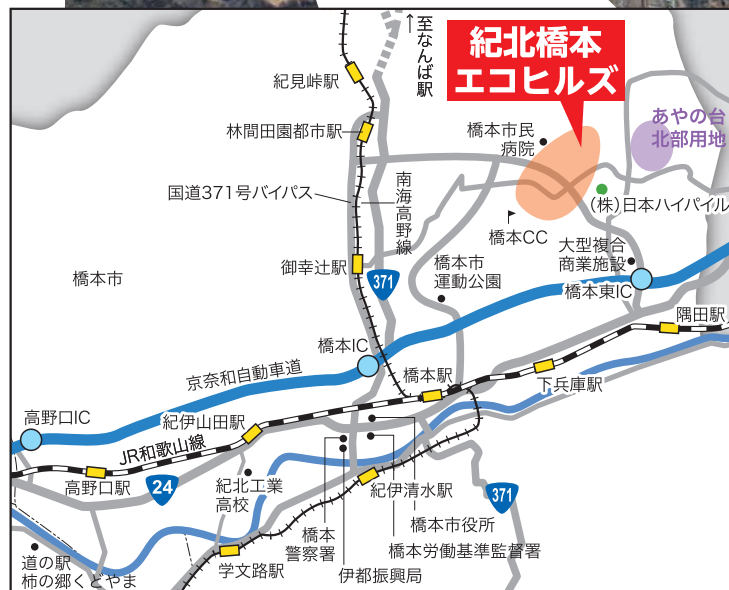 ↑至なんば駅
紀北橋本
エコヒルズ
紀見峠駅
林間田園都市駅
橋本市民
病院
あやの台
北部用地
国道371号バイパス
南海高野線
(株)日本ハイパイル
橋本CC
大型複合
商業施設
御幸辻駅
橋本市
運動公園
橋本市
371
橋本東IC
隅田駅
橋本IC
京奈和自動車道
橋本駅
下兵庫駅
高野口IC
紀伊山田駅
JR和歌山線
高野口駅
24
紀北工業
高校
紀伊清水駅
371
橋本市役所
橋本
警察署
橋本労働基準監督署
伊都振興局
学文路駅
道の駅
柿の郷くどやま